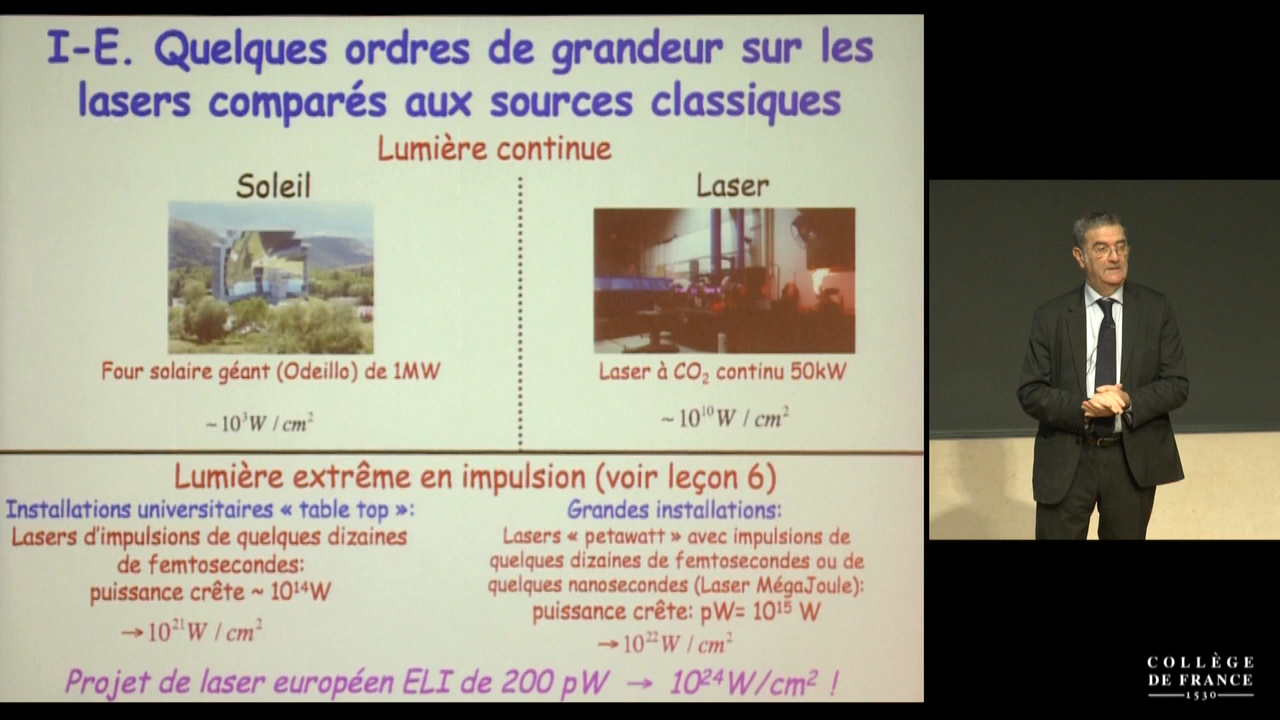 I-E. Quelques ordres de grandeur sur les
lasers comparés aux sources classiques
Lumière continue
Soleil
Laser
Four solaire géant (Odeillo) de 1MW
Laser à CO₂ continu 50kW
~ 10³W / cm²
~ 10¹⁰W / cm²
Lumière extrême en impulsion (voir leçon 6)
Installations universitaires « table top »:
Lasers d'impulsions de quelques dizaines
de femtosecondes:
puissance crête ~ 10¹⁴W
→ 10²¹W / cm²
Grandes installations:
Lasers « petawatt » avec impulsions de
quelques dizaines de femtosecondes ou de
quelques nanosecondes (Laser MégaJoule):
puissance crête: pW= 10¹⁵ W
→ 10²²W / cm²
Projet de laser européen ELI de 200 pW → 10²⁴W/cm² !
COLLÈGE
DE FRANCE
1530